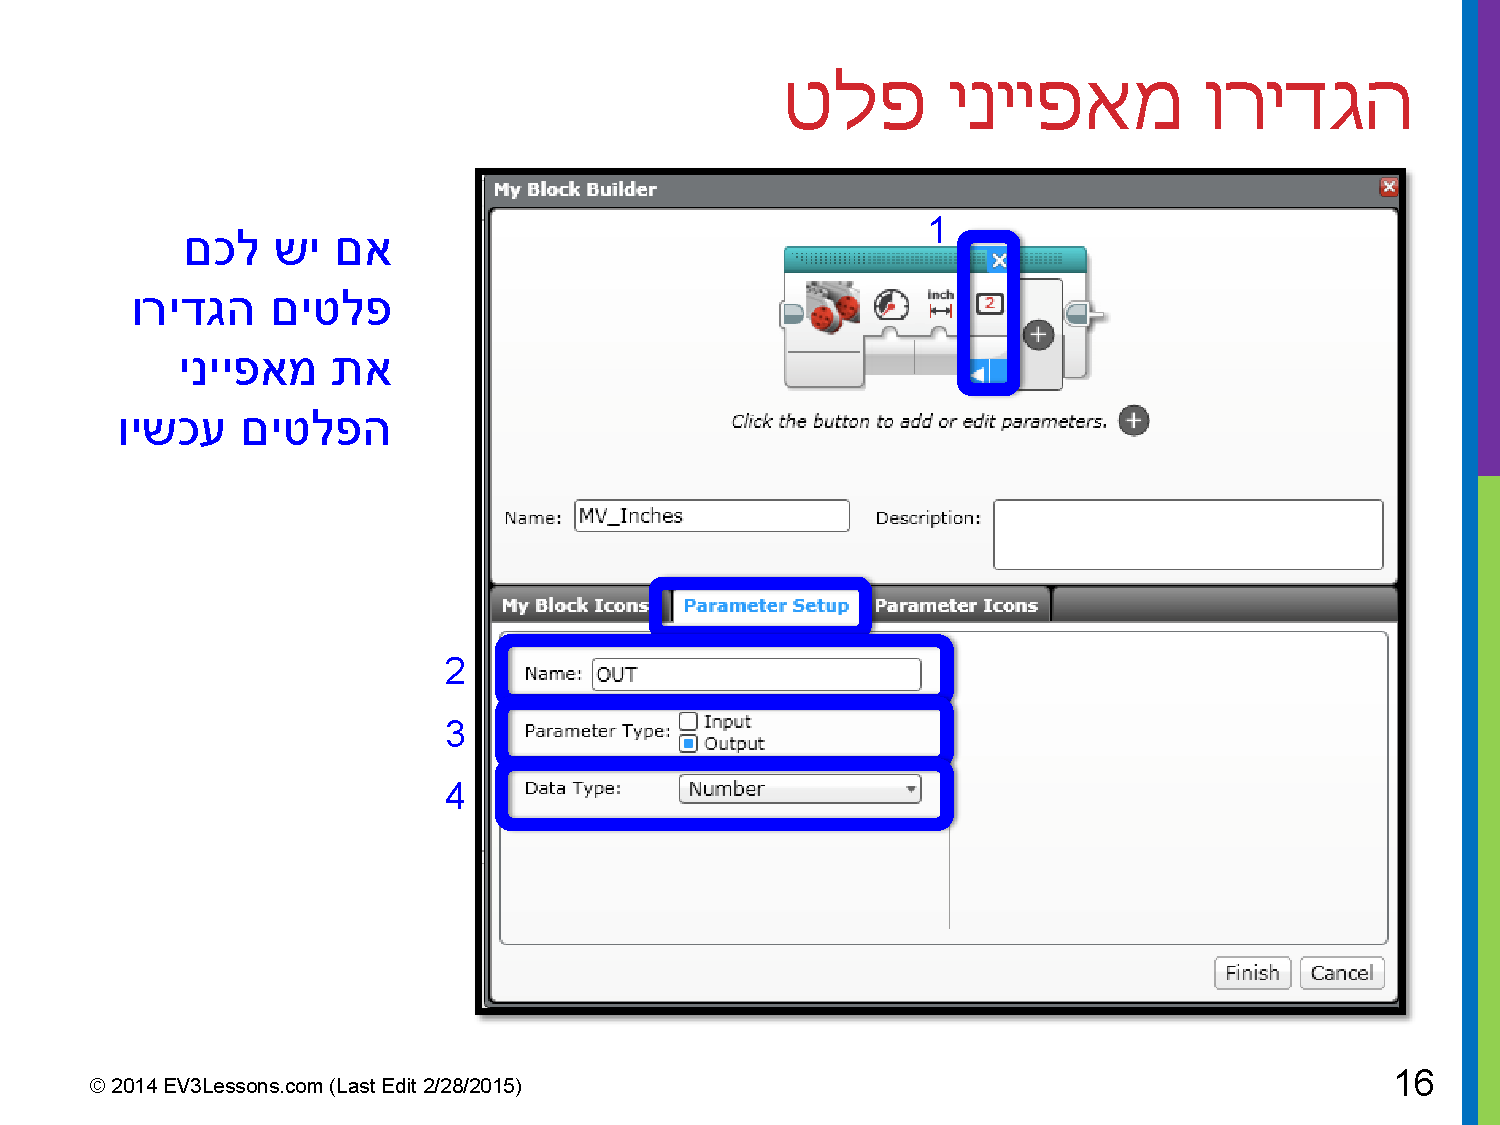 הגדירו מאפייני פלט
אם יש לכם
פלטים הגדירו
את מאפייני
הפלטים עכשיו
My Block Builder
1
inch
2
Click the button to add or edit parameters.
Name: MV_Inches Description:
My Block Icons Parameter Setup Parameter Icons
2 Name: OUT
3 Parameter Type: Input
Output
4 Data Type: Number
Finish Cancel
© 2014 EV3Lessons.com (Last Edit 2/28/2015)
16